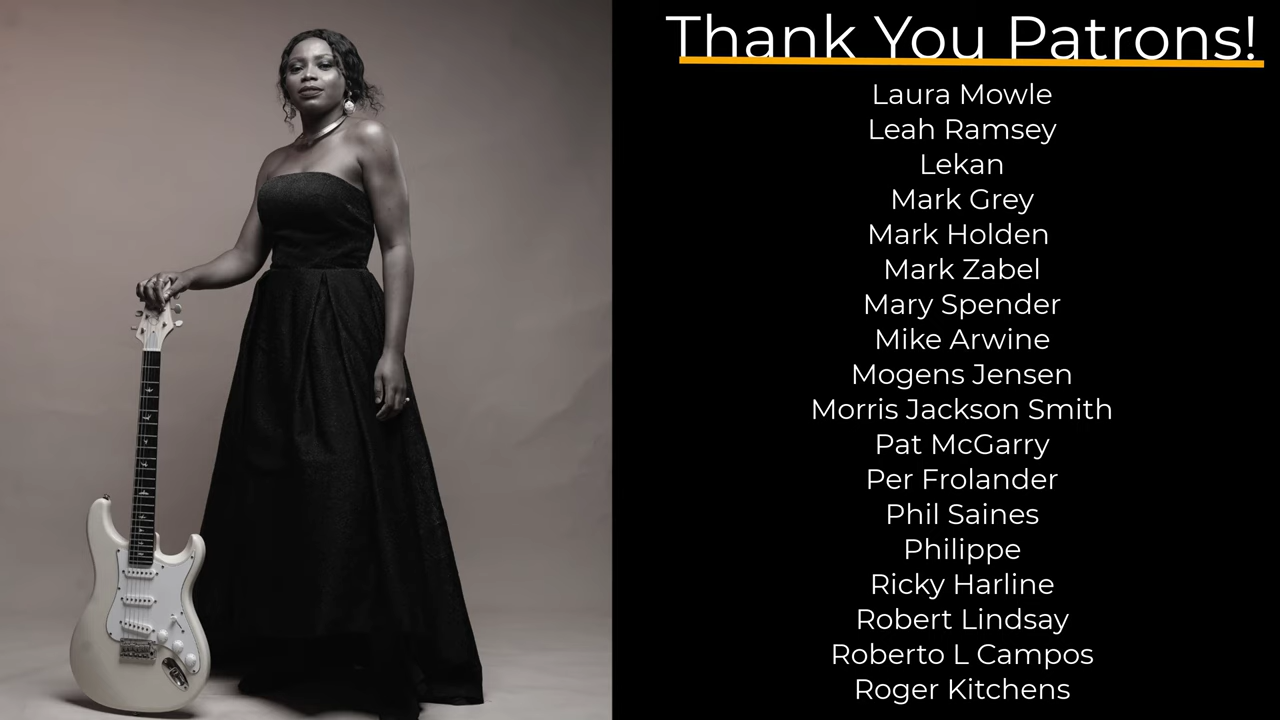 Thank You Patrons!
Laura Mowle
Leah Ramsey
Lekan
Mark Grey
Mark Holden
Mark Zabel
Mary Spender
Mike Arwine
Mogens Jensen
Morris Jackson Smith
Pat McGarry
Per Frolander
Phil Saines
Philippe
Ricky Harline
Robert Lindsay
Roberto L Campos
Roger Kitchens